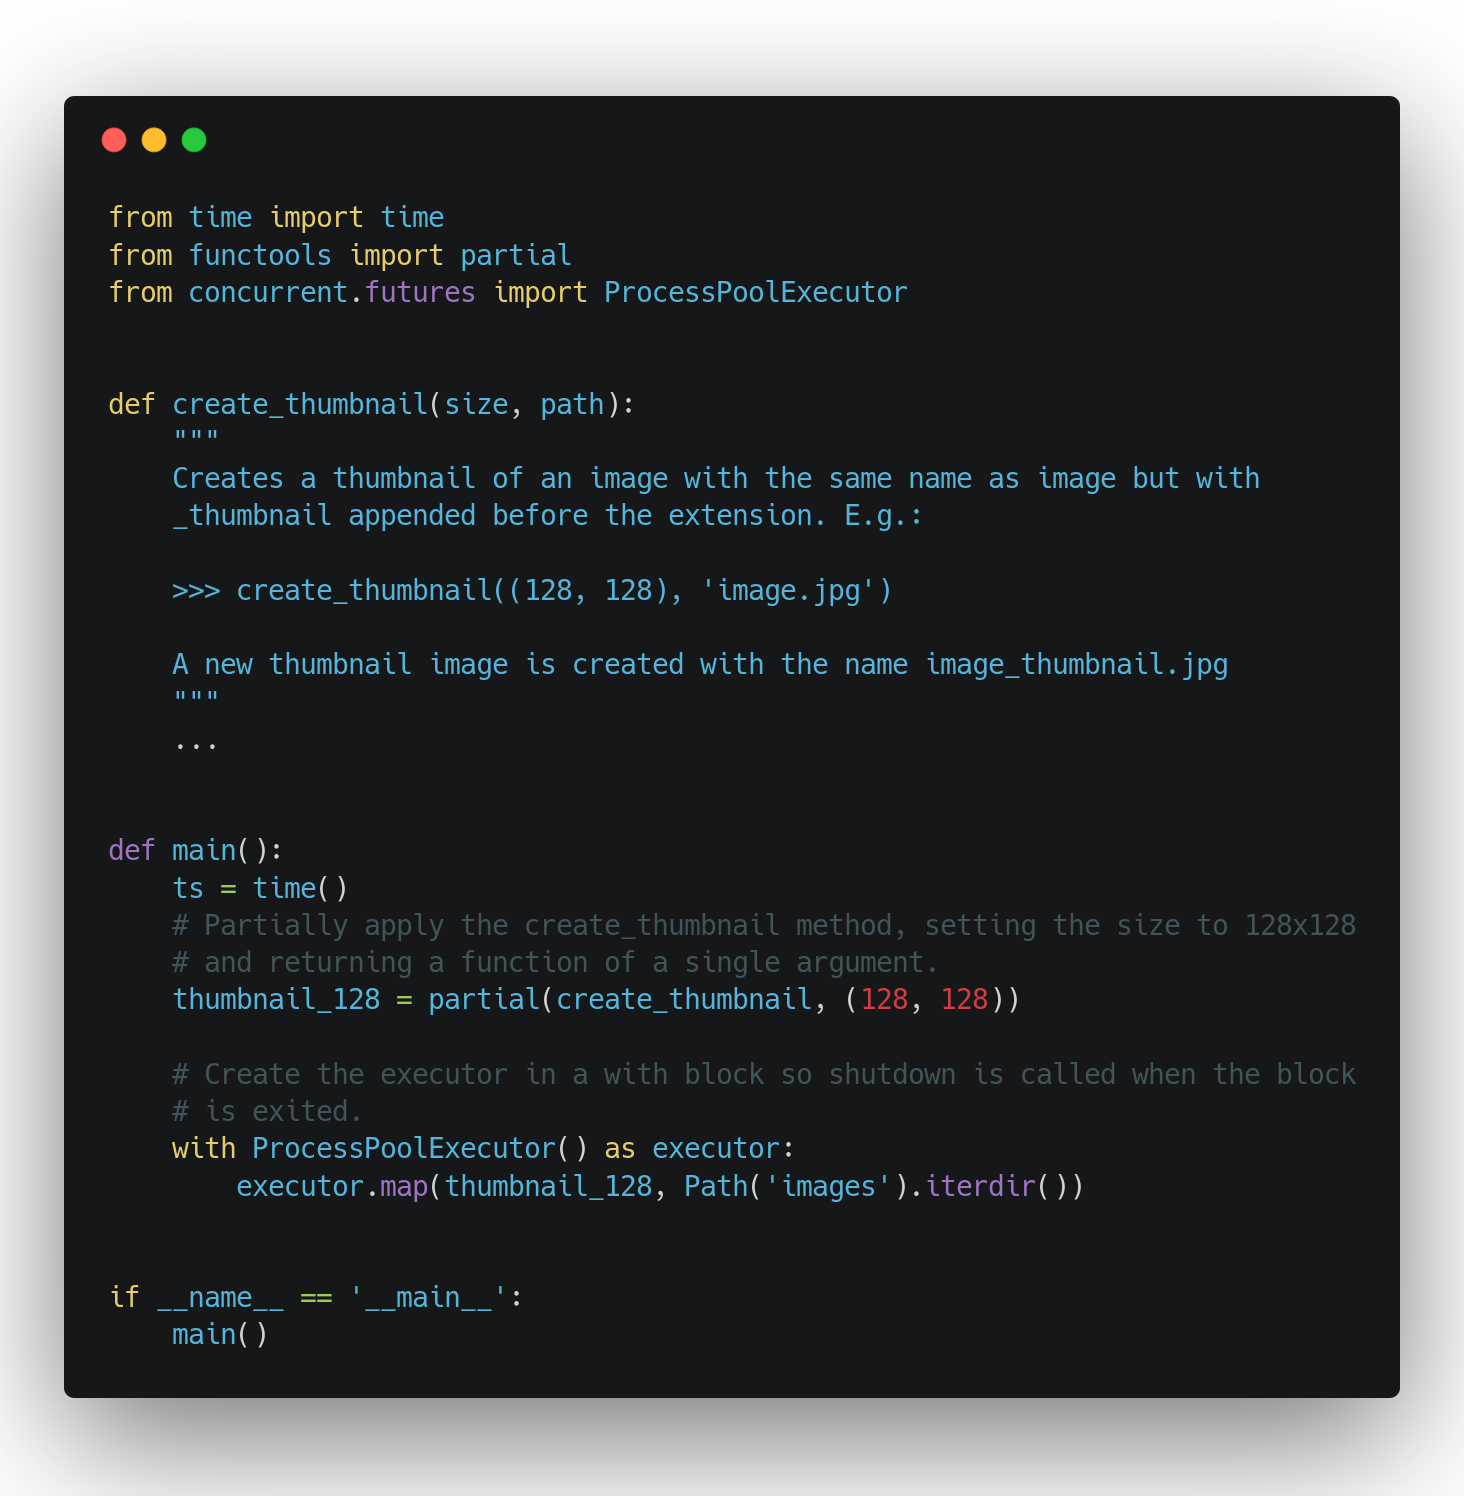 from time import time
from functools import partial
from concurrent.futures import ProcessPoolExecutor
def create_thumbnail(size, path):
    """
    Creates a thumbnail of an image with the same name as image but with
    _thumbnail appended before the extension. E.g.:
    >>> create_thumbnail((128, 128), 'image.jpg')
    A new thumbnail image is created with the name image_thumbnail.jpg
    """
    ...
def main():
    ts = time()
    # Partially apply the create_thumbnail method, setting the size to 128x128
    # and returning a function of a single argument.
    thumbnail_128 = partial(create_thumbnail, (128, 128))
    # Create the executor in a with block so shutdown is called when the block
    # is exited.
    with ProcessPoolExecutor() as executor:
        executor.map(thumbnail_128, Path('images').iterdir())
if __name__ == '__main__':
    main()